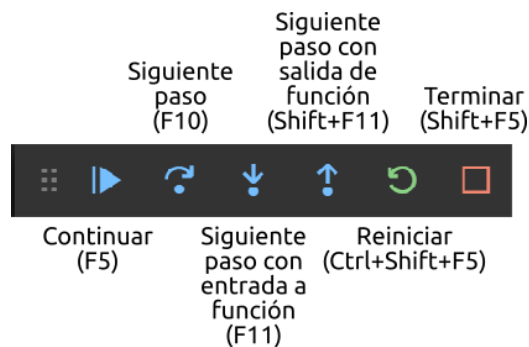 Siguiente
paso
(F10)
Siguiente
paso con
salida de
función
(Shift+F11)
Terminar
(Shift+F5)
Continuar
(F5)
Siguiente
paso con
entrada a
función
(F11)
Reiniciar
(Ctrl+Shift+F5)